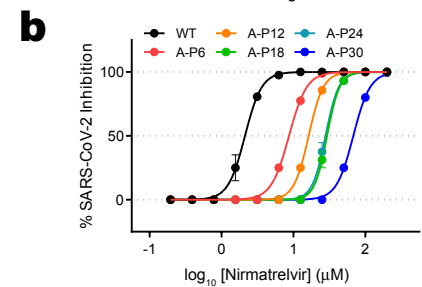 b
WT A-P12 A-P24
A-P6 A-P18 A-P30
% SARS-CoV-2 Inhibition
100
50
0
-1 0 1 2
log₁₀ [Nirmatrelvir] (μM)